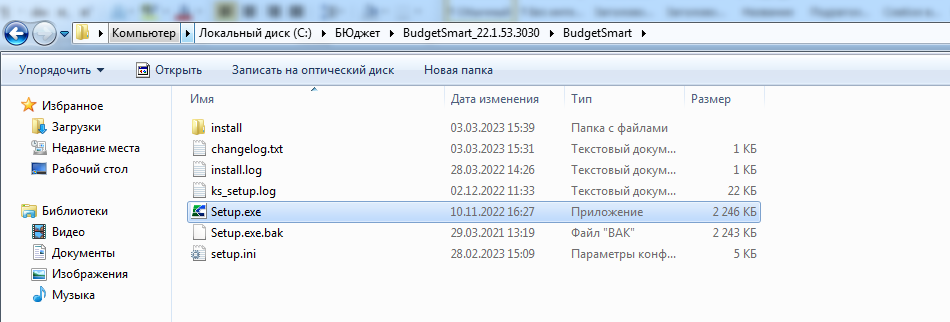 Компьютер Локальный диск (C:) БЮджет BudgetSmart_22.1.53.3030 BudgetSmart
Упорядочить Открыть Записать на оптический диск Новая папка
Избранное
Загрузки
Недавние места
Рабочий стол
Библиотеки
Видео
Документы
Изображения
Музыка
Имя Дата изменения Тип Размер
install 03.03.2023 15:39 Папка с файлами
changelog.txt 03.03.2023 15:31 Текстовый докум... 1 КБ
install.log 28.03.2022 14:26 Текстовый докум... 1 КБ
ks_setup.log 02.12.2022 11:33 Текстовый докум... 22 КБ
Setup.exe 10.11.2022 16:27 Приложение 2 246 КБ
Setup.exe.bak 29.03.2021 13:19 Файл "BAK" 2 243 КБ
setup.ini 28.02.2023 15:09 Параметры конф... 5 КБ